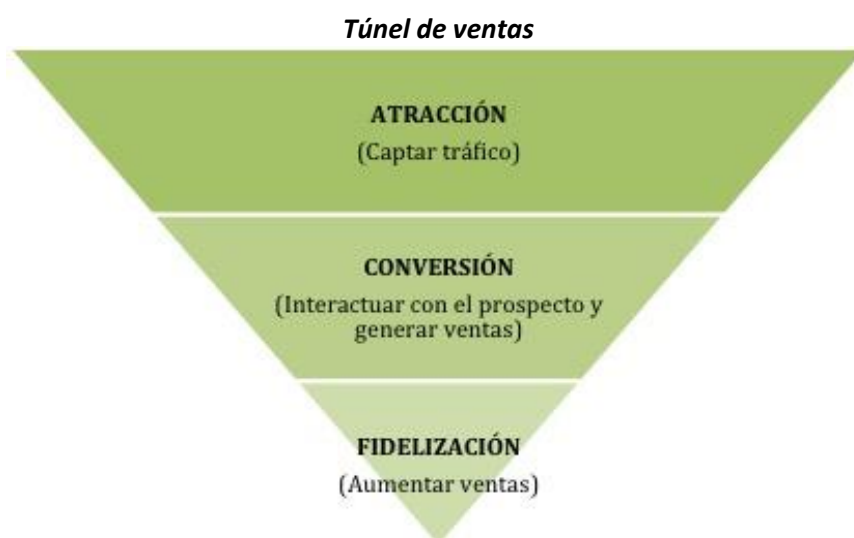 Túnel de ventas
ATRACCIÓN
(Captar tráfico)
CONVERSIÓN
(Interactuar con el prospecto y
generar ventas)
FIDELIZACIÓN
(Aumentar ventas)